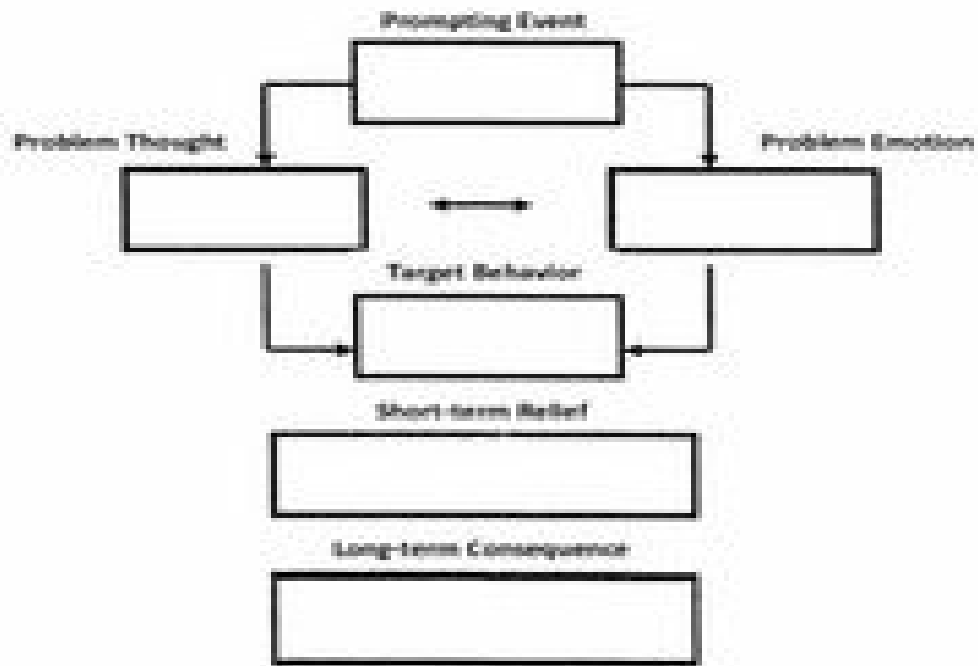 Prompting Event
Problem Thought
Problem Emotion
Target Behavior
Short-term Relief
Long-term Consequence